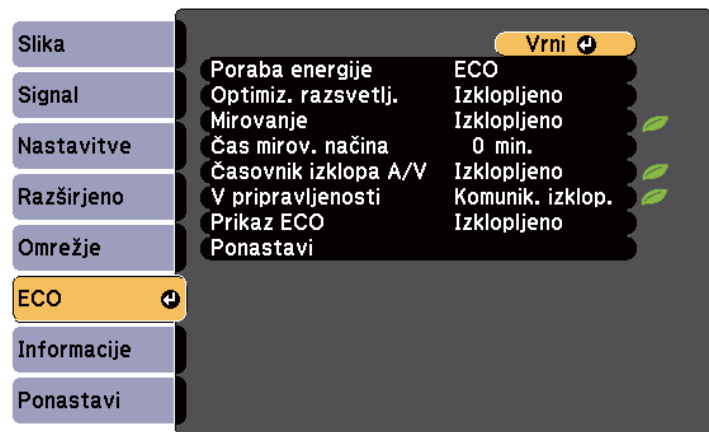 Slika
Signal
Nastavitve
Razširjeno
Omrežje
ECO
Informacije
Ponastavi
Vrni
Poraba energije ECO
Optimiz. razsvetlj. Izklopljeno
Mirovanje Izklopljeno
Čas mirov. načina 0 min.
Časovnik izklopa A/V Izklopljeno
V pripravljenosti Komunik. izklop.
Prikaz ECO Izklopljeno
Ponastavi